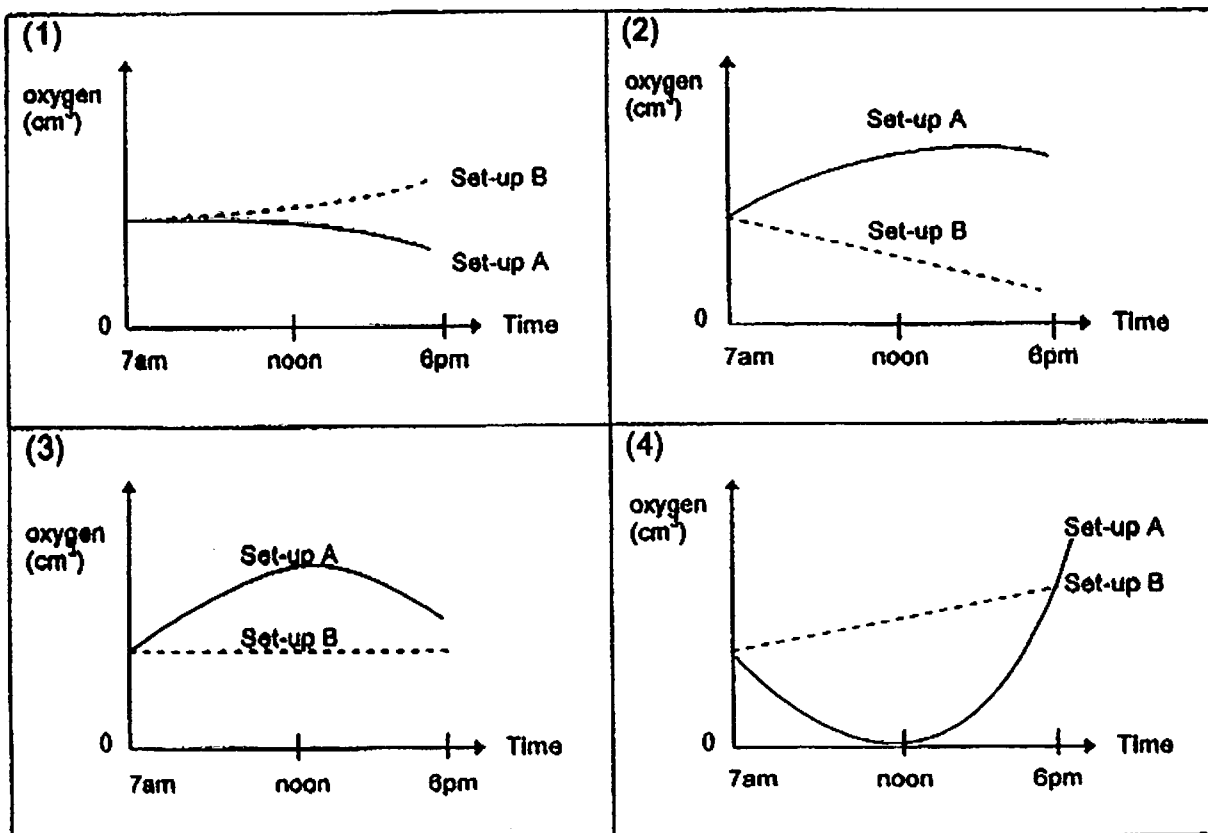 (1)
oxygen
(cm³)
Set-up B
Set-up A
0
Time
7am
noon
6pm
(2)
oxygen
(cm³)
Set-up A
Set-up B
0
Time
7am
noon
6pm
(3)
oxygen
(cm³)
Set-up A
Set-up B
0
Time
7am
noon
6pm
(4)
oxygen
(cm³)
Set-up A
Set-up B
0
Time
7am
noon
6pm